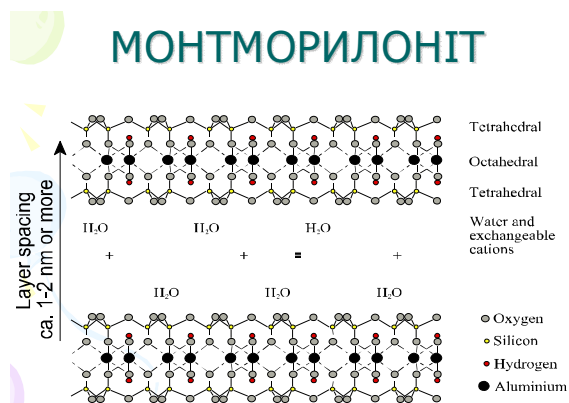 МОНТМОРИЛОНІТ
Tetrahedral
Octahedral
Tetrahedral
H₂O H₂O H₂O
Water and
exchangeable
cations
+ + = +
H₂O H₂O H₂O
Layer spacing
ca. 1-2 nm or more
Oxygen
Silicon
Hydrogen
Aluminium